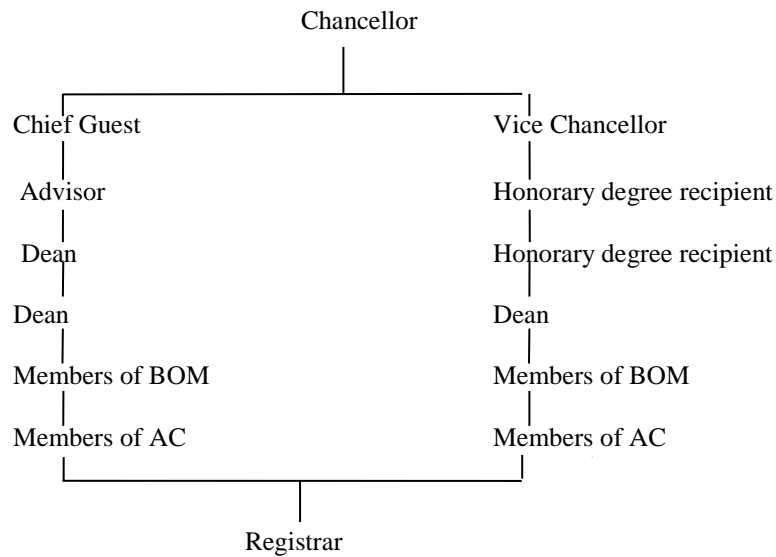 Chancellor
Chief Guest Vice Chancellor
Advisor Honorary degree recipient
Dean Honorary degree recipient
Dean Dean
Members of BOM Members of BOM
Members of AC Members of AC
Registrar